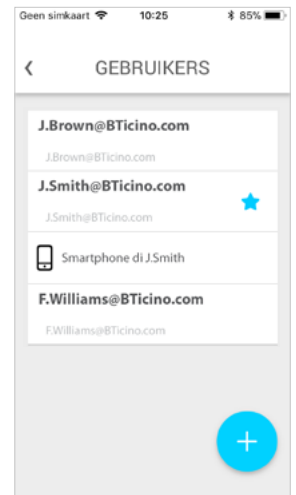 Geen simkaart 10:25 85%
GEBRUIKERS
J.Brown@BTicino.com
J.Brown@BTicino.com
J.Smith@BTicino.com
J.Smith@BTicino.com
Smartphone di J.Smith
F.Williams@BTicino.com
F.Williams@BTicino.com